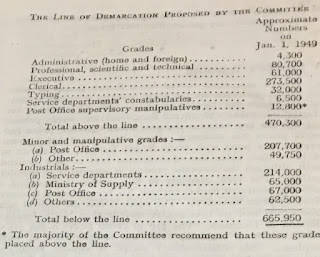 THE LINE OF DEMARCATION PROPOSED BY THE COMMITTEE
Approximate
Numbers
on
Grades Jan. 1, 1949
Administrative (home and foreign) 4,300
Professional, scientific and technical 80,700
Executive 61,000
Clerical 273,500
Typing 32,000
Service departments' constabularies 6,500
Post Office supervisory manipulatives 12,300*
Total above the line 470,300
Minor and manipulative grades :—
(a) Post Office 207,700
(b) Other 49,750
Industrials :—
(a) Service departments 214,000
(b) Ministry of Supply 65,000
(c) Post Office 67,000
(d) Others 62,500
Total below the line 665,950
* The majority of the Committee recommend that these grade
placed above the line.